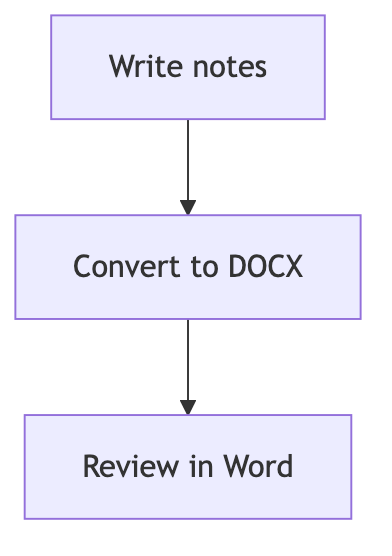 Write notes
Convert to DOCX
Review in Word